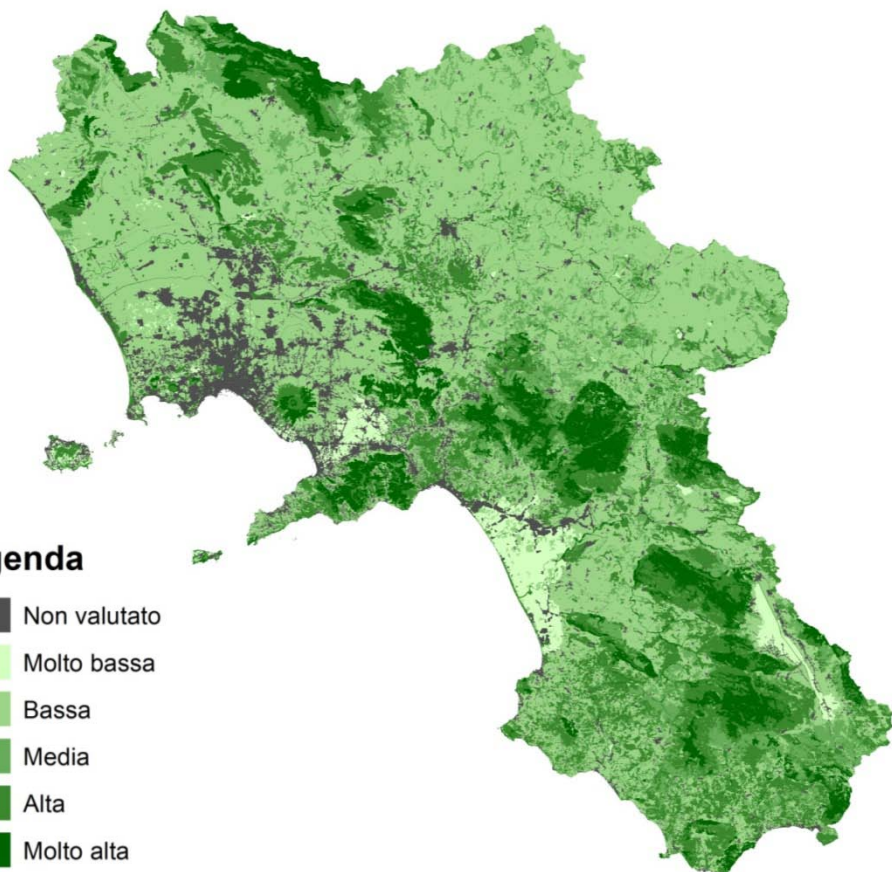 genda
Non valutato
Molto bassa
Bassa
Media
Alta
Molto alta